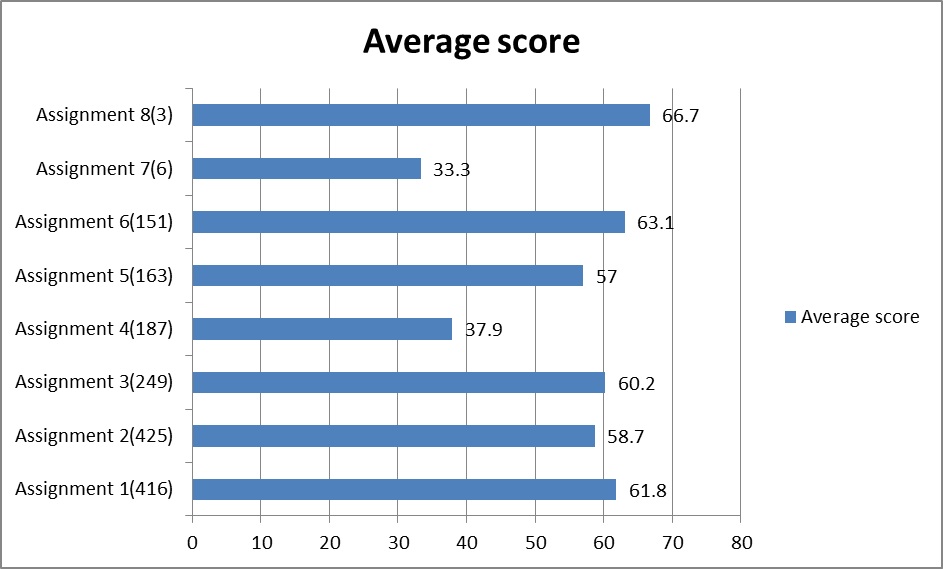 Average score
Assignment 8(3) 66.7
Assignment 7(6) 33.3
Assignment 6(151) 63.1
Assignment 5(163) 57
Assignment 4(187) 37.9
Assignment 3(249) 60.2
Assignment 2(425) 58.7
Assignment 1(416) 61.8
0 10 20 30 40 50 60 70 80
Average score